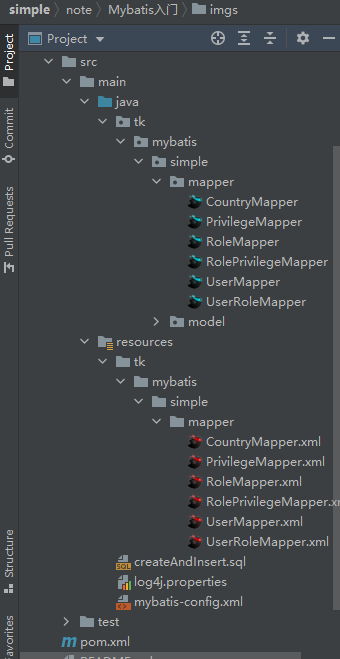 simple note Mybatis入门 imgs
Project
Project
src
main
java
tk
mybatis
simple
mapper
CountryMapper
PrivilegeMapper
RoleMapper
RolePrivilegeMapper
UserMapper
UserRoleMapper
model
resources
tk
mybatis
simple
mapper
CountryMapper.xml
PrivilegeMapper.xml
RoleMapper.xml
RolePrivilegeMapper.x
UserMapper.xml
UserRoleMapper.xml
createAndInsert.sql
log4j.properties
mybatis-config.xml
test
pom.xml
Commit
Pull Requests
Structure
Favorites